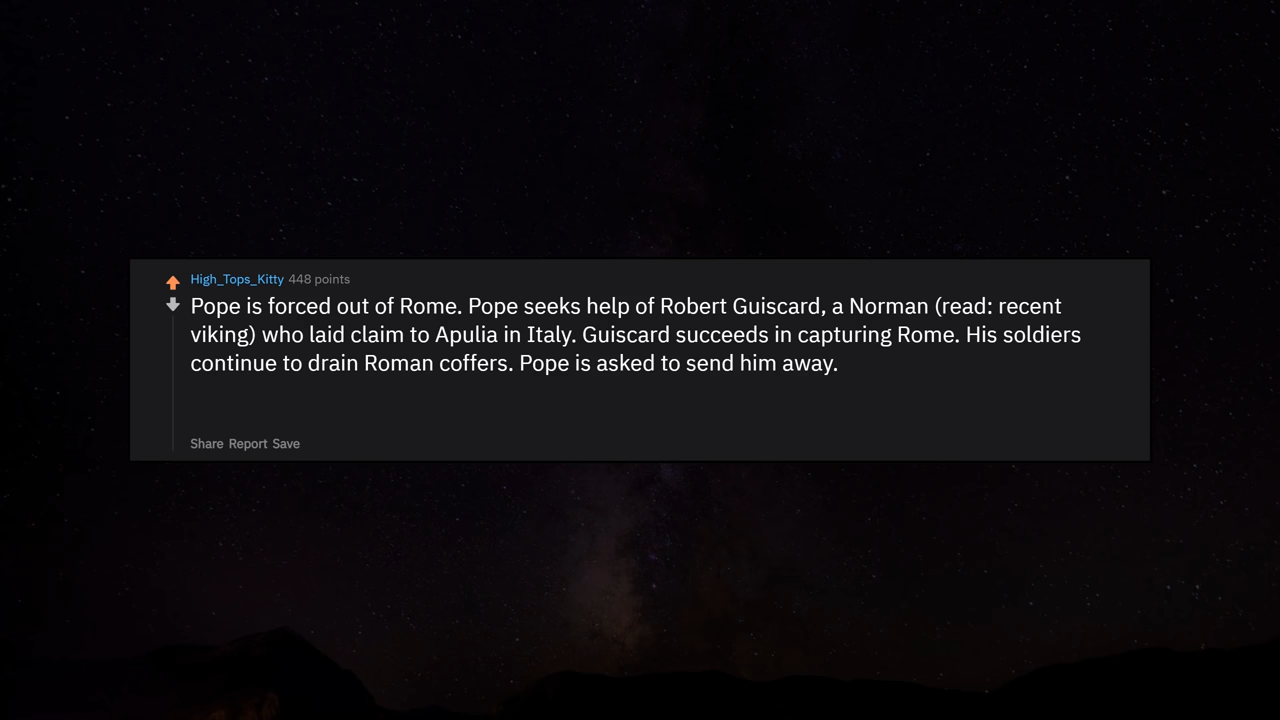 High_Tops_Kitty 448 points
Pope is forced out of Rome. Pope seeks help of Robert Guiscard, a Norman (read: recent
viking) who laid claim to Apulia in Italy. Guiscard succeeds in capturing Rome. His soldiers
continue to drain Roman coffers. Pope is asked to send him away.
Share Report Save